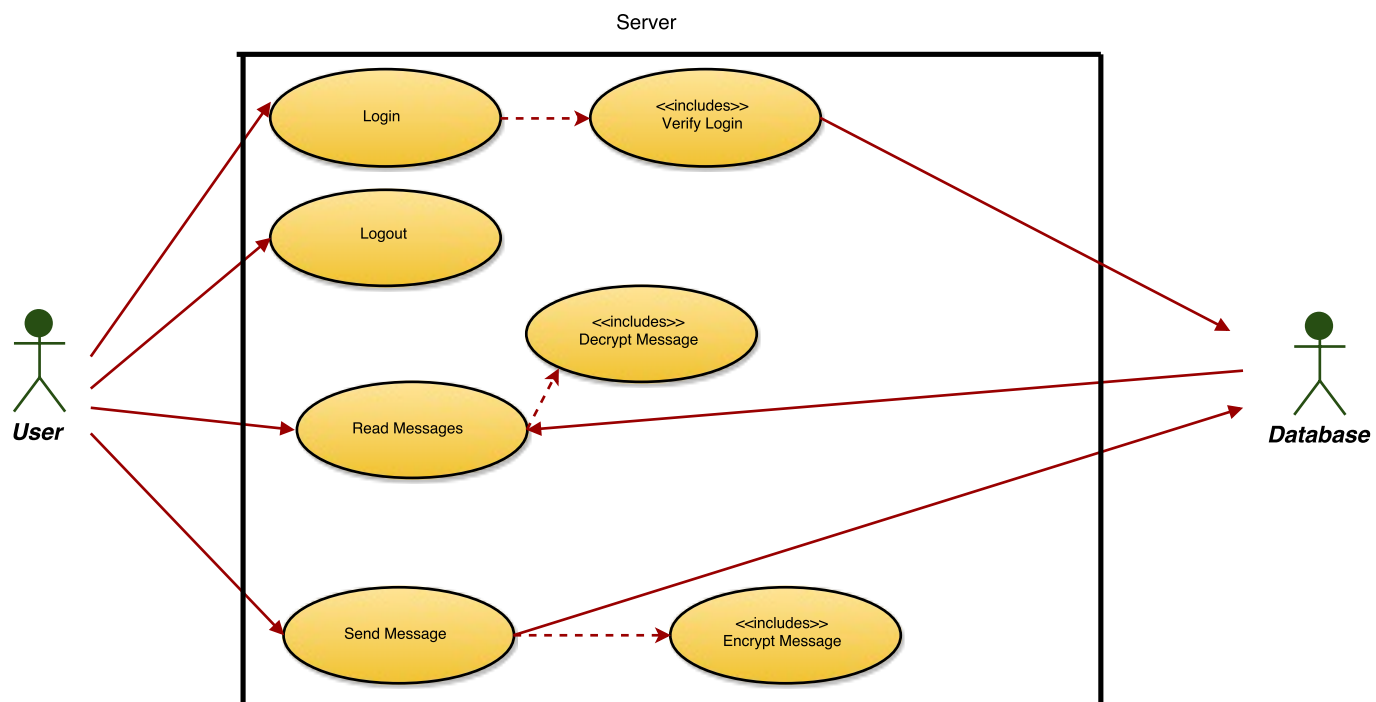 Server
Login
<<includes>>
Verify Login
Logout
<<includes>>
Decrypt Message
User
Read Messages
Database
Send Message
<<includes>>
Encrypt Message